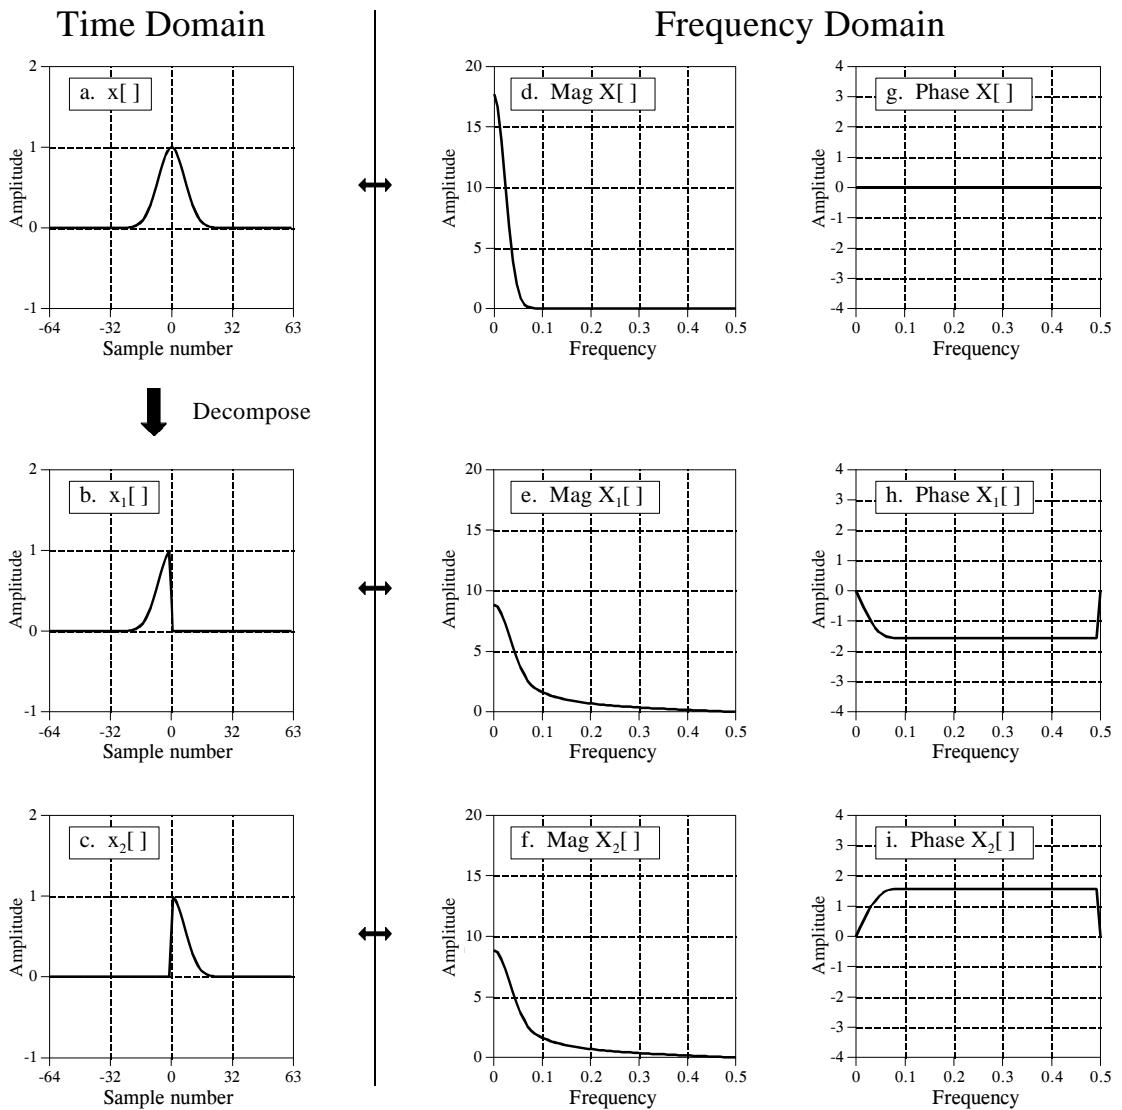 Time Domain
Frequency Domain
a. x[ ]
2
1
0
-1
-64 -32 0 32 63
Sample number
Amplitude
d. Mag X[ ]
20
15
10
5
0
0 0.1 0.2 0.3 0.4 0.5
Frequency
Amplitude
g. Phase X[ ]
4
3
2
1
0
-1
-2
-3
-4
0 0.1 0.2 0.3 0.4 0.5
Frequency
Amplitude
Decompose
b. x1[ ]
2
1
0
-1
-64 -32 0 32 63
Sample number
Amplitude
e. Mag X1[ ]
20
15
10
5
0
0 0.1 0.2 0.3 0.4 0.5
Frequency
Amplitude
h. Phase X1[ ]
4
3
2
1
0
-1
-2
-3
-4
0 0.1 0.2 0.3 0.4 0.5
Frequency
Amplitude
c. x2[ ]
2
1
0
-1
-64 -32 0 32 63
Sample number
Amplitude
f. Mag X2[ ]
20
15
10
5
0
0 0.1 0.2 0.3 0.4 0.5
Frequency
Amplitude
i. Phase X2[ ]
4
3
2
1
0
-1
-2
-3
-4
0 0.1 0.2 0.3 0.4 0.5
Frequency
Amplitude